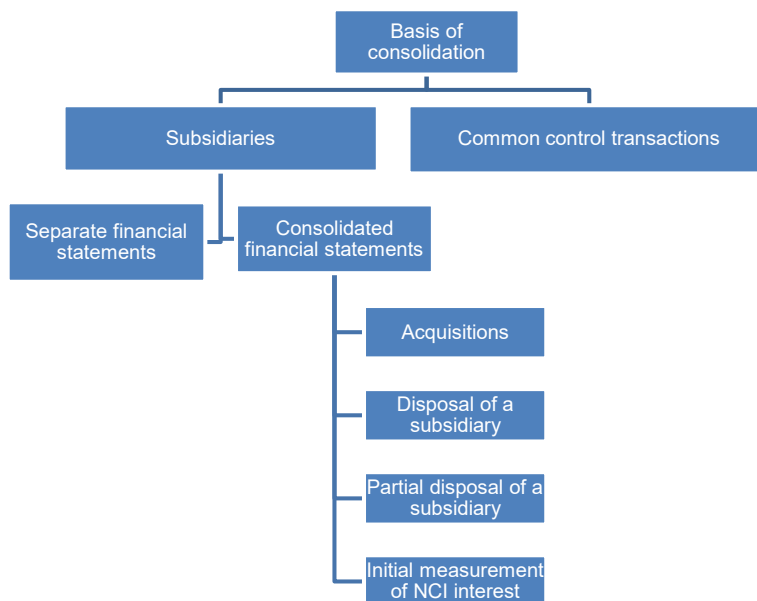 Basis of
consolidation
Subsidiaries
Common control transactions
Separate financial
statements
Consolidated
financial statements
Acquisitions
Disposal of a
subsidiary
Partial disposal of a
subsidiary
Initial measurement
of NCI interest